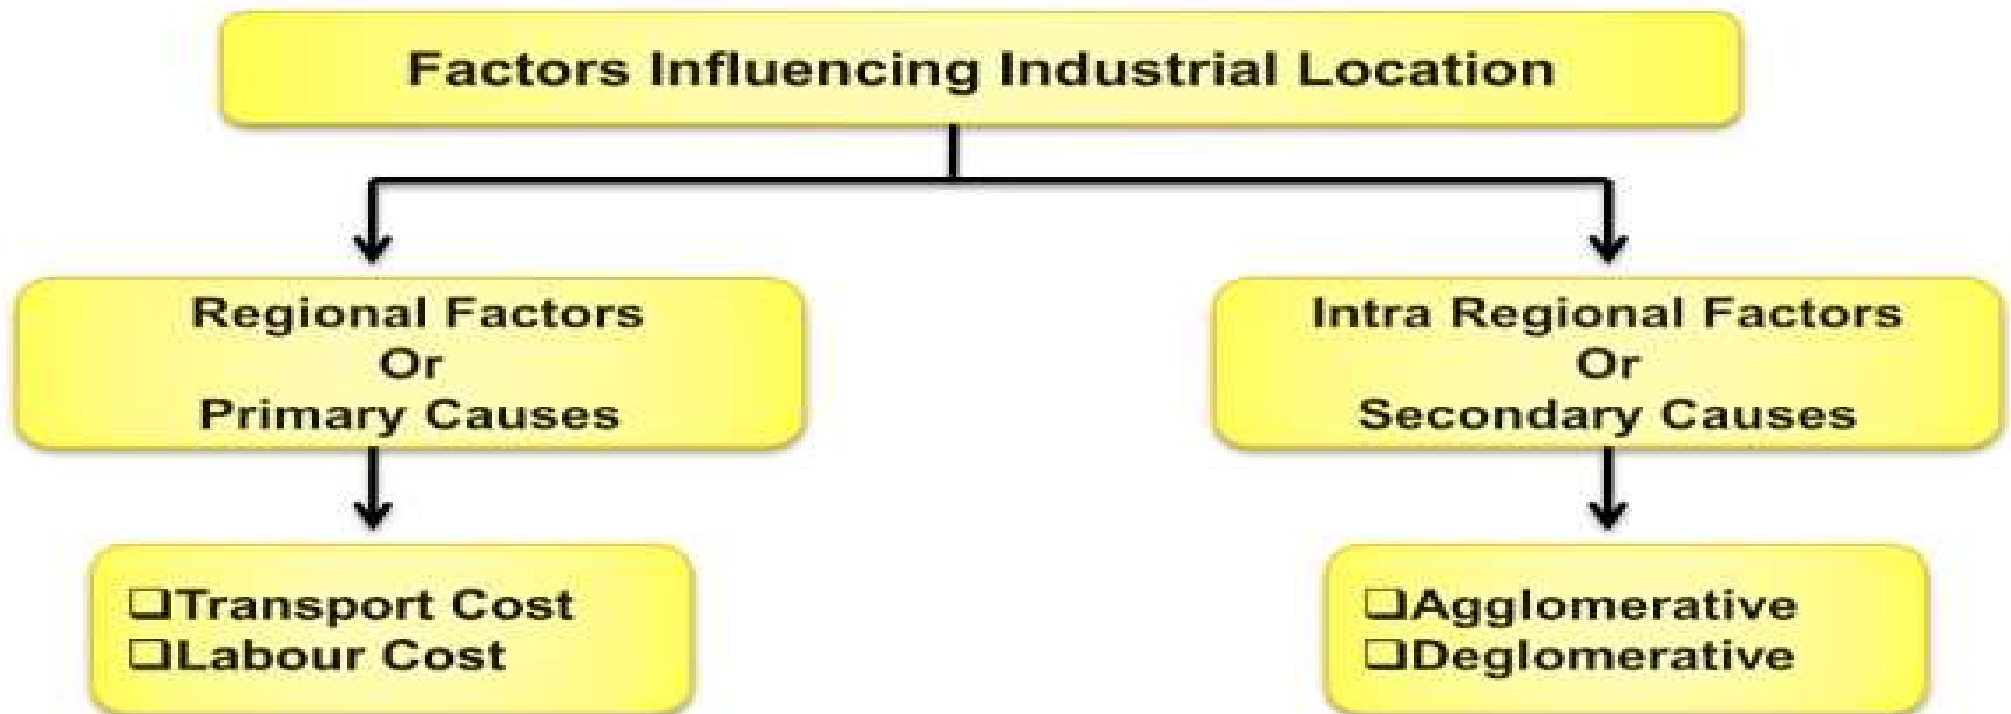 Factors Influencing Industrial Location
Regional Factors
Or
Primary Causes
Intra Regional Factors
Or
Secondary Causes
❑Transport Cost
❑Labour Cost
❑Agglomerative
❑Deglomerative